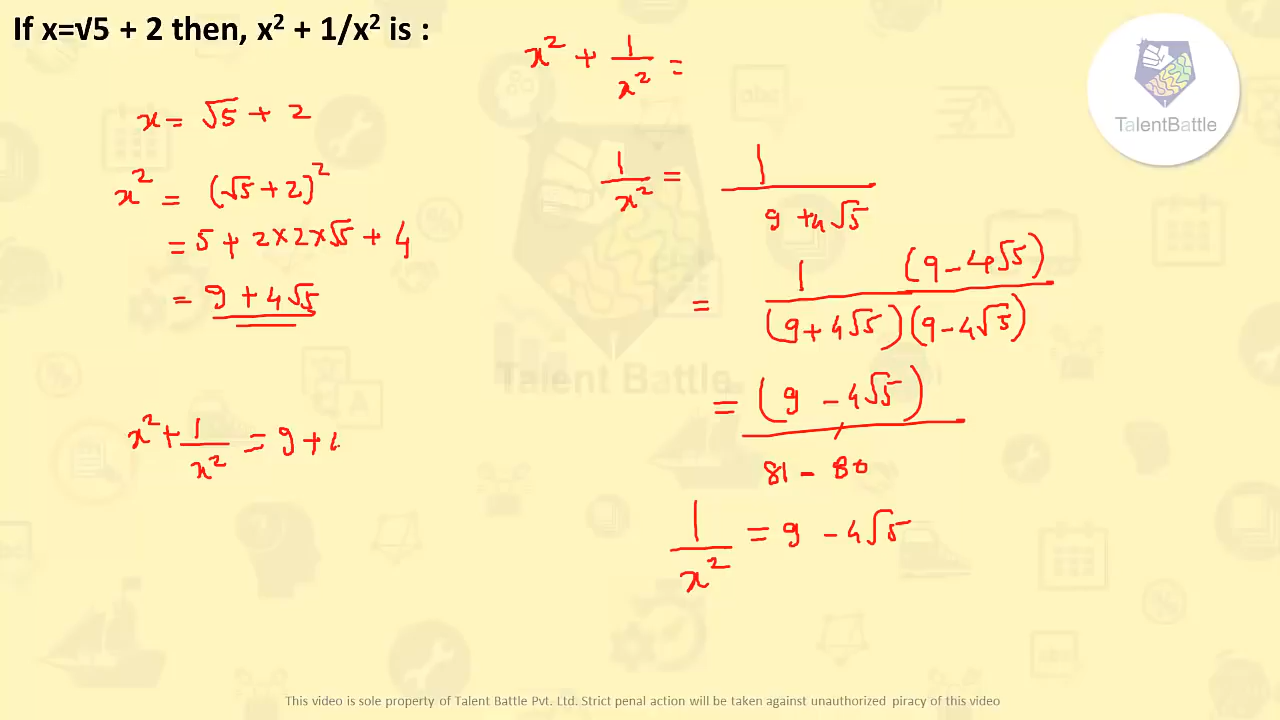 If x=√5 + 2 then, x² + 1/x² is :
x² + 1/x² =
TalentBattle
x = √5 + 2
x² = (√5 + 2)²
= 5 + 2×2×√5 + 4
= 9 + 4√5
1/x² = 1/(9 + 4√5)
= 1 (9 - 4√5)/(9 + 4√5)(9 - 4√5)
= (9 - 4√5)/81 - 80
1/x² = 9 - 4√5
x² + 1/x² = 9 +
Talent Battle
This video is sole property of Talent Battle Pvt. Ltd. Strict penal action will be taken against unauthorized piracy of this video